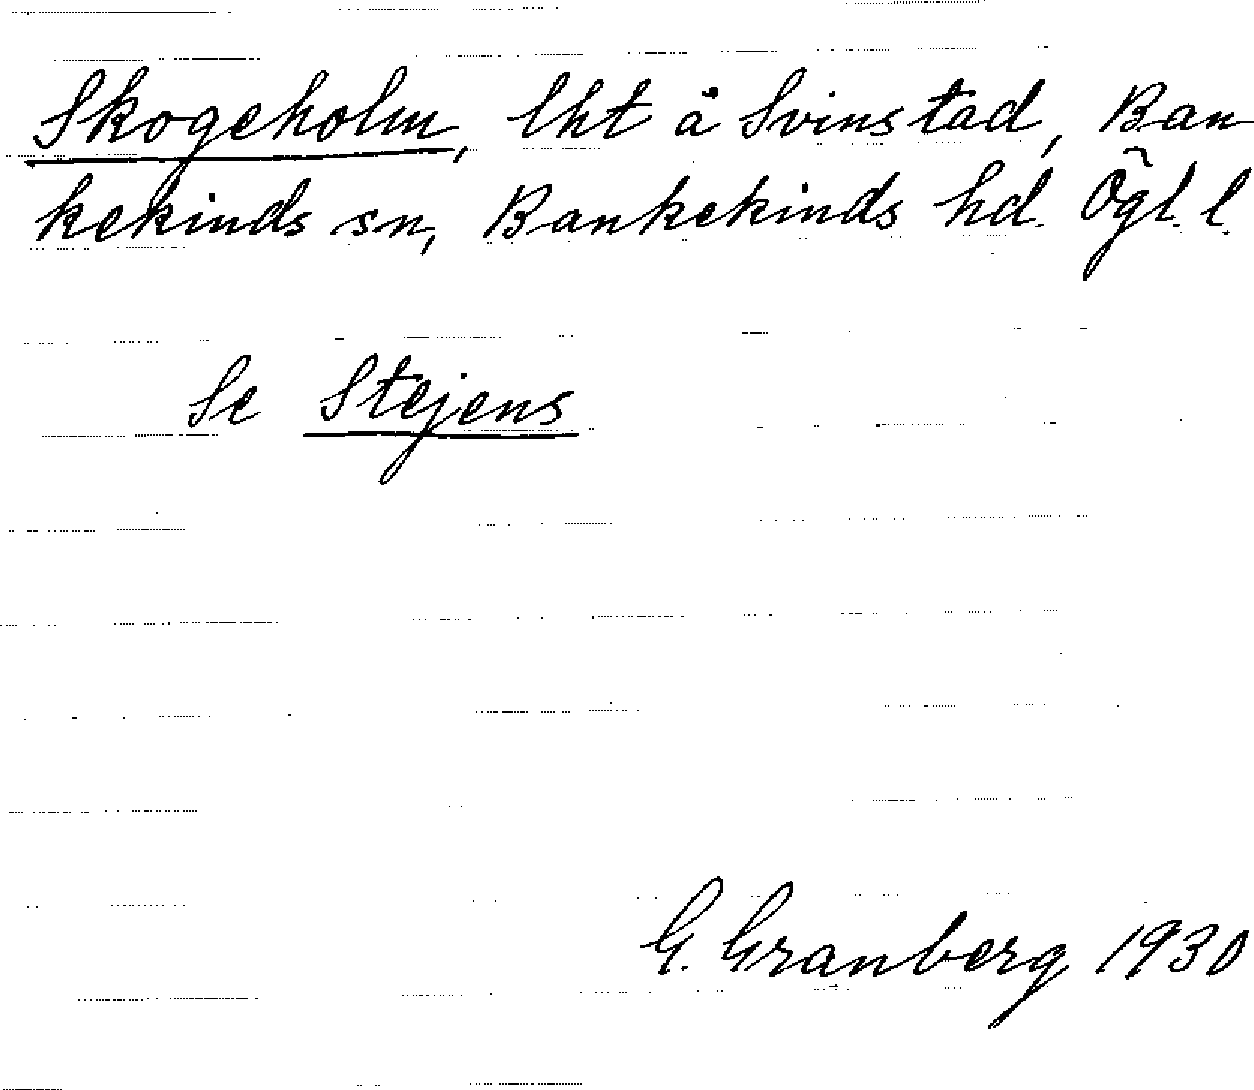 Skogeholm, lht å Svinstad, Ban
kekinds sn, Bankekinds hd. Ögl. l.
Se Stejens
G. Granberg 1930